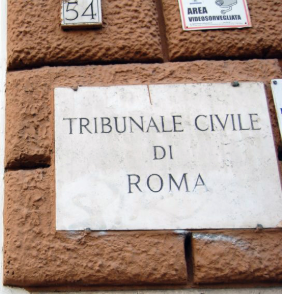 54
AREA
VIDEOSORVEGLIATA
TRIBUNALE CIVILE
DI
ROMA